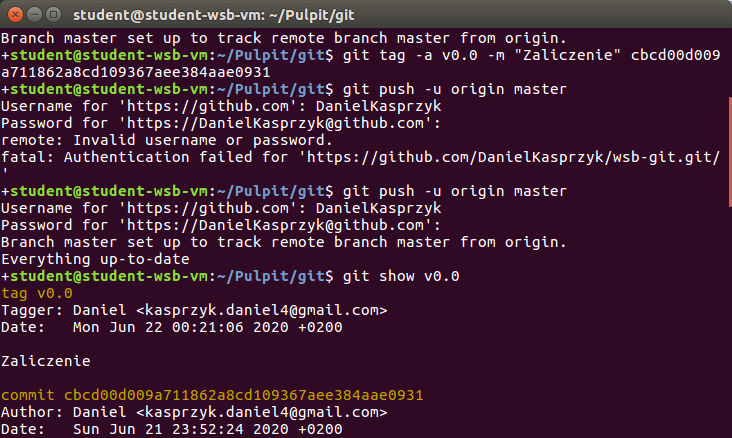 student@student-wsb-vm: ~/Pulpit/git
Branch master set up to track remote branch master from origin.
+student@student-wsb-vm:~/Pulpit/git$ git tag -a v0.0 -m "Zaliczenie" cbcd00d009
a711862a8cd109367aee384aae0931
+student@student-wsb-vm:~/Pulpit/git$ git push -u origin master
Username for 'https://github.com': DanielKasprzyk
Password for 'https://DanielKasprzyk@github.com':
remote: Invalid username or password.
fatal: Authentication failed for 'https://github.com/DanielKasprzyk/wsb-git.git/
'
+student@student-wsb-vm:~/Pulpit/git$ git push -u origin master
Username for 'https://github.com': DanielKasprzyk
Password for 'https://DanielKasprzyk@github.com':
Branch master set up to track remote branch master from origin.
Everything up-to-date
+student@student-wsb-vm:~/Pulpit/git$ git show v0.0
tag v0.0
Tagger: Daniel <kasprzyk.daniel4@gmail.com>
Date:   Mon Jun 22 00:21:06 2020 +0200
Zaliczenie
commit cbcd00d009a711862a8cd109367aee384aae0931
Author: Daniel <kasprzyk.daniel4@gmail.com>
Date:   Sun Jun 21 23:52:24 2020 +0200